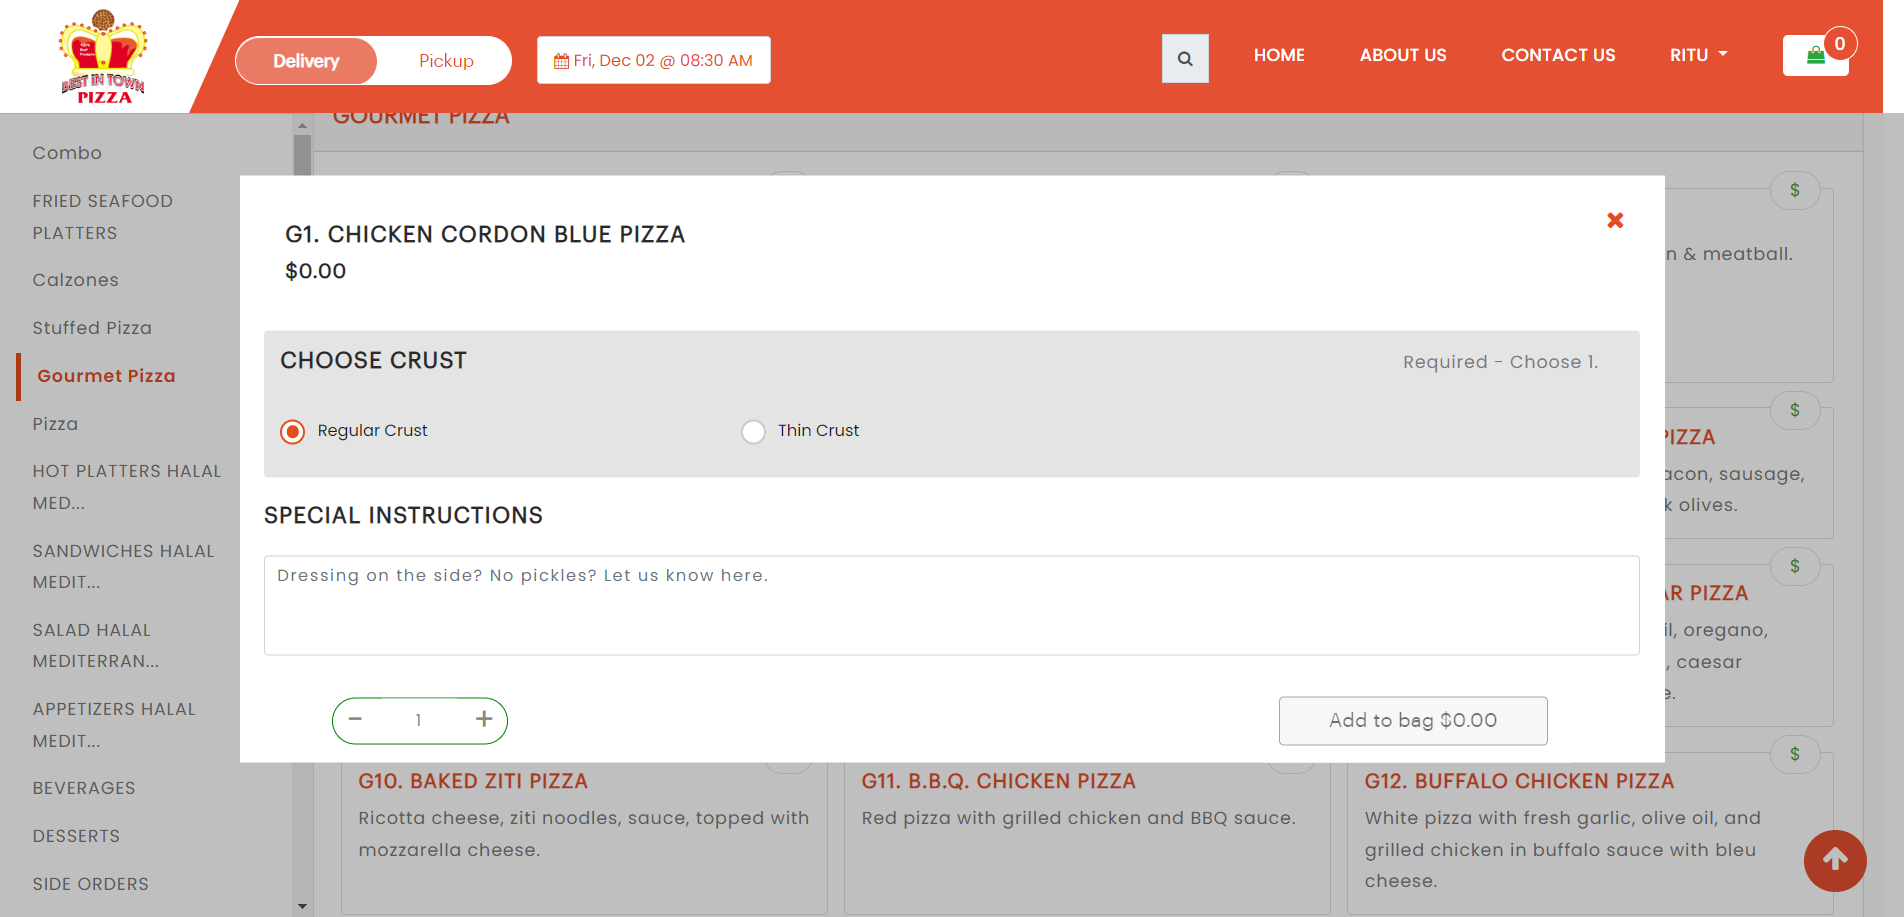 BEST IN TOWN
PIZZA
Delivery
Pickup
Fri, Dec 02 @ 08:30 AM
HOME
ABOUT US
CONTACT US
RITU
0
GOURMET PIZZA
Combo
FRIED SEAFOOD
PLATTERS
Calzones
Stuffed Pizza
Gourmet Pizza
Pizza
HOT PLATTERS HALAL
MED...
SANDWICHES HALAL
MEDIT...
SALAD HALAL
MEDITERRAN...
APPETIZERS HALAL
MEDIT...
BEVERAGES
DESSERTS
SIDE ORDERS
G1. CHICKEN CORDON BLUE PIZZA
$0.00
CHOOSE CRUST
Required - Choose 1.
Regular Crust
Thin Crust
SPECIAL INSTRUCTIONS
Dressing on the side? No pickles? Let us know here.
- 1 +
Add to bag $0.00
$
& meatball.
$
PIZZA
sausage,
olives.
$
PIZZA
oregano,
, caesar
$
G10. BAKED ZITI PIZZA
Ricotta cheese, ziti noodles, sauce, topped with
mozzarella cheese.
G11. B.B.Q. CHICKEN PIZZA
Red pizza with grilled chicken and BBQ sauce.
G12. BUFFALO CHICKEN PIZZA
White pizza with fresh garlic, olive oil, and
grilled chicken in buffalo sauce with bleu
cheese.